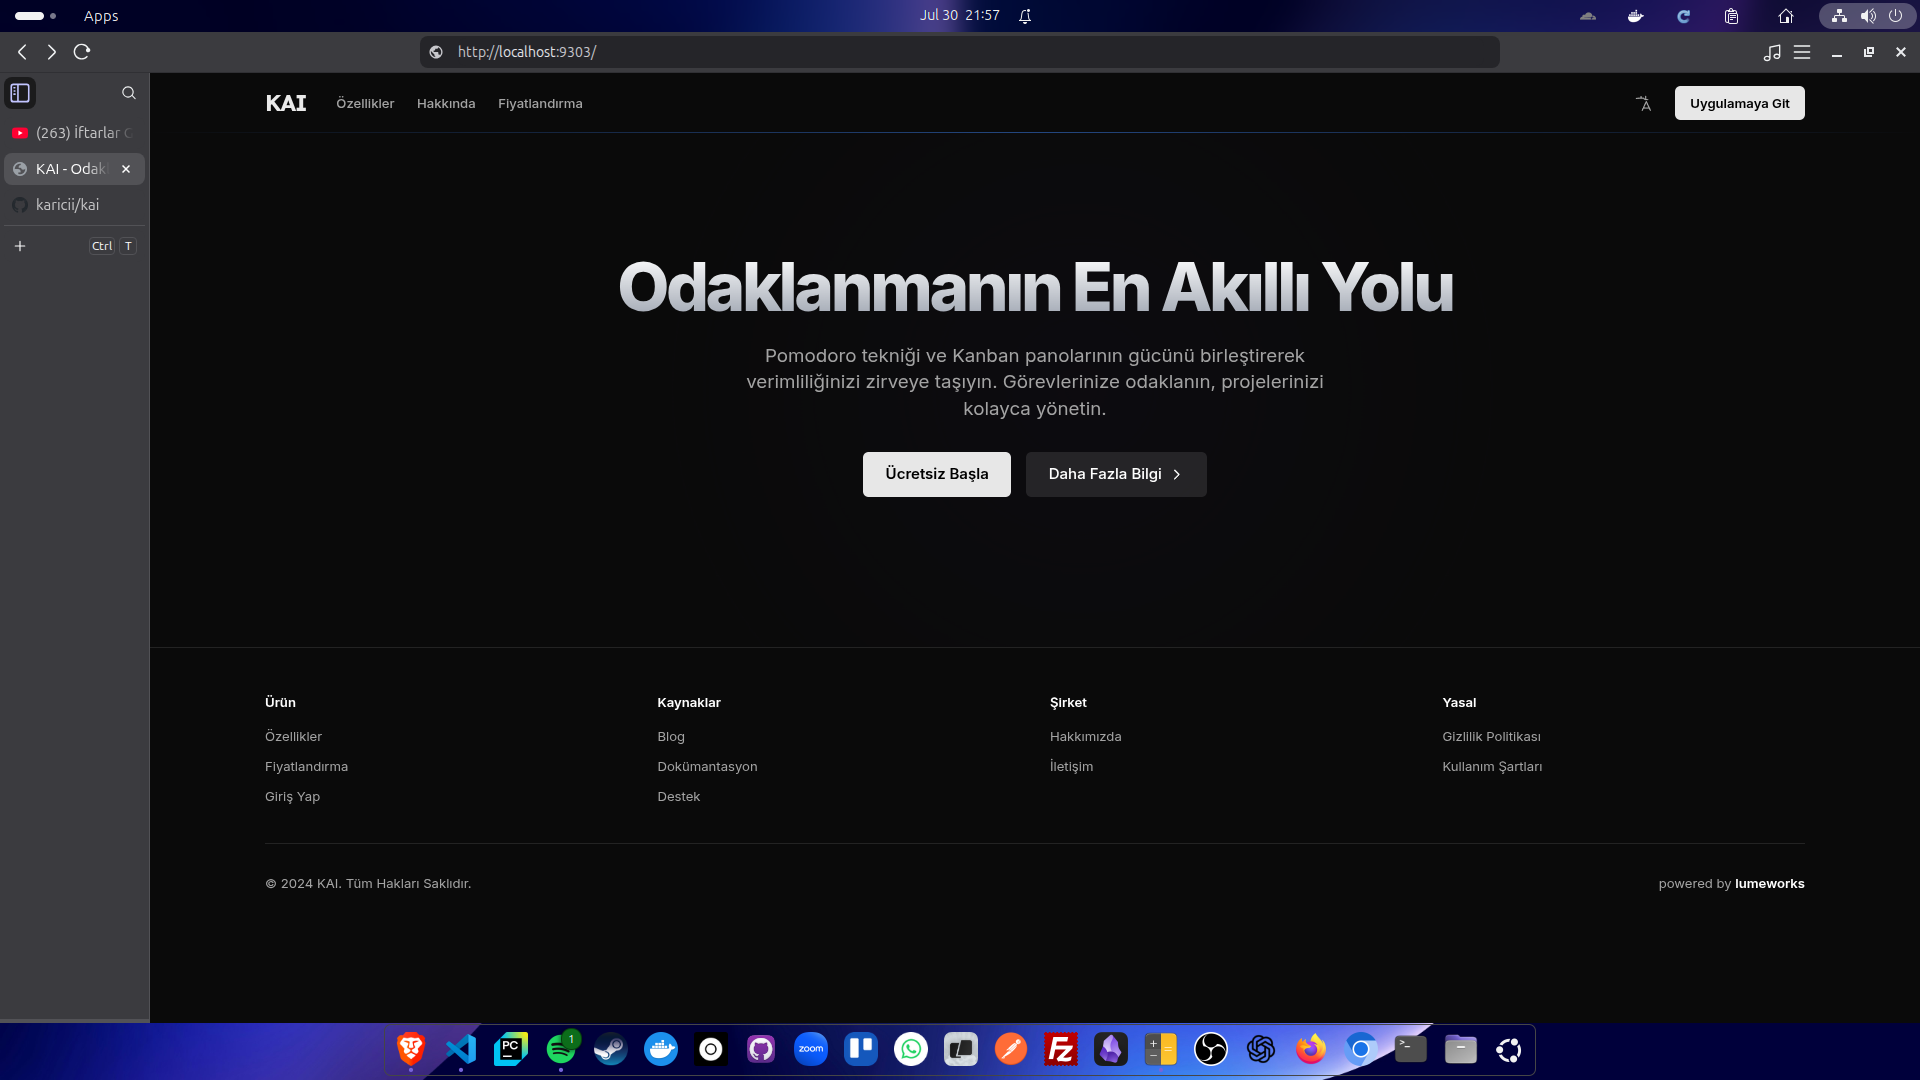 Apps
Jul 30 21:57
http://localhost:9303/
(263) İftarlar
KAI - Odak
karicii/kai
Ctrl T
KAI
Özellikler
Hakkında
Fiyatlandırma
Uygulamaya Git
Odaklanmanın En Akıllı Yolu
Pomodoro tekniği ve Kanban panolarının gücünü birleştirerek
verimliliğinizi zirveye taşıyın. Görevlerinize odaklanın, projelerinizi
kolayca yönetin.
Ücretsiz Başla
Daha Fazla Bilgi
Ürün
Özellikler
Fiyatlandırma
Giriş Yap
Kaynaklar
Blog
Dokümantasyon
Destek
Şirket
Hakkımızda
İletişim
Yasal
Gizlilik Politikası
Kullanım Şartları
© 2024 KAI. Tüm Hakları Saklıdır.
powered by lumeworks
PC
1
zoom
Fz